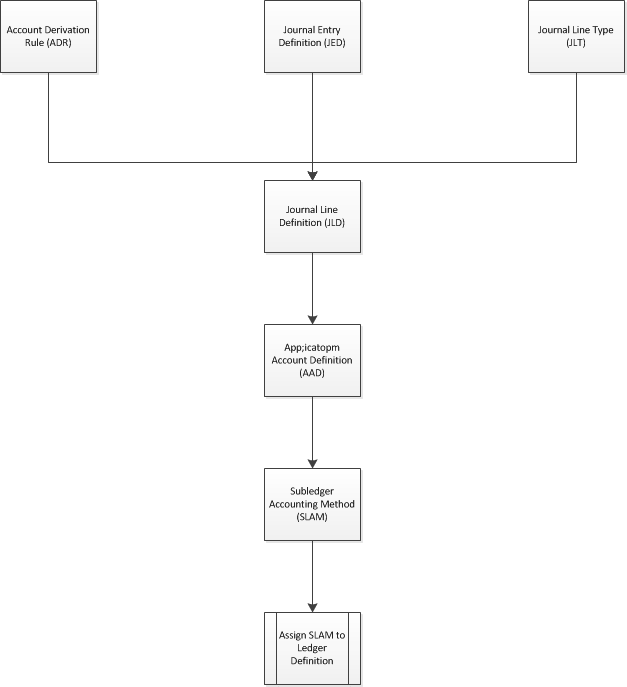 Account Derivation
Rule (ADR)
Journal Entry
Definition (JED)
Journal Line Type
(JLT)
Journal Line
Definition (JLD)
App;icatopm
Account Definition
(AAD)
Subledger
Accounting Method
(SLAM)
Assign SLAM to
Ledger
Definition